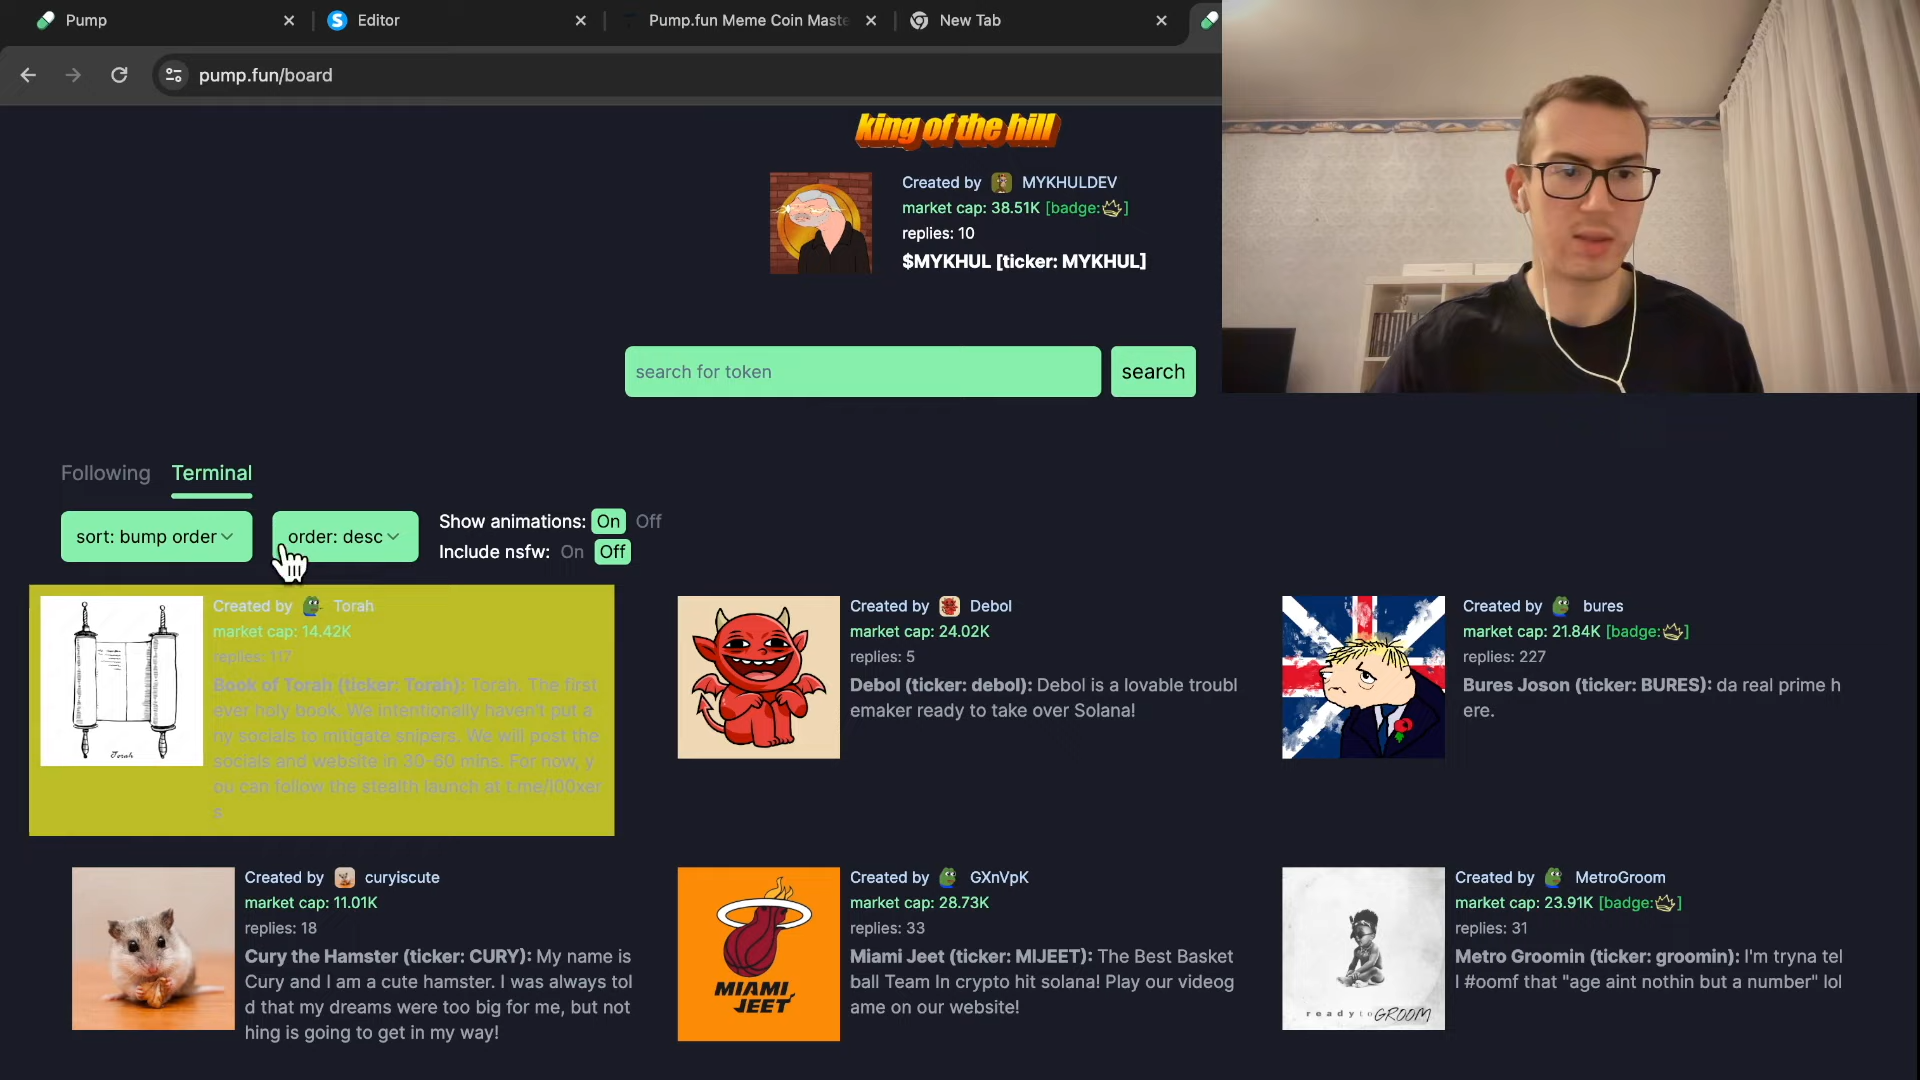 Pump
Editor
Pump.fun Meme Coin Maste
New Tab
pump.fun/board
king of the hill
Created by MYKHULDEV
market cap: 38.51K [badge: ]
replies: 10
$MYKHUL [ticker: MYKHUL]
search for token
search
Following
Terminal
sort: bump order
order: desc
Show animations: On Off
Include nsfw: On Off
Created by Torah
market cap: 14.42K
replies: 117
Book of Torah (ticker: Torah): Torah. The first
ever holy book. We intentionally haven't put a
ny socials to mitigate snipers. We will post the
socials and website in 30-60 mins. For now, y
ou can follow the stealth launch at t.me/l00xer
s
Torah
Created by Debol
market cap: 24.02K
replies: 5
Debol (ticker: debol): Debol is a lovable troubl
emaker ready to take over Solana!
Created by bures
market cap: 21.84K [badge: ]
replies: 227
Bures Joson (ticker: BURES): da real prime h
ere.
Created by curyiscute
market cap: 11.01K
replies: 18
Cury the Hamster (ticker: CURY): My name is
Cury and I am a cute hamster. I was always tol
d that my dreams were too big for me, but not
hing is going to get in my way!
MIAMI
JEET
Created by GXnVpK
market cap: 28.73K
replies: 33
Miami Jeet (ticker: MIJEET): The Best Basket
ball Team In crypto hit solana! Play our videog
ame on our website!
ready to GROOM
Created by MetroGroom
market cap: 23.91K [badge: ]
replies: 31
Metro Groomin (ticker: groomin): I'm tryna tel
l #oomf that "age aint nothin but a number" lol